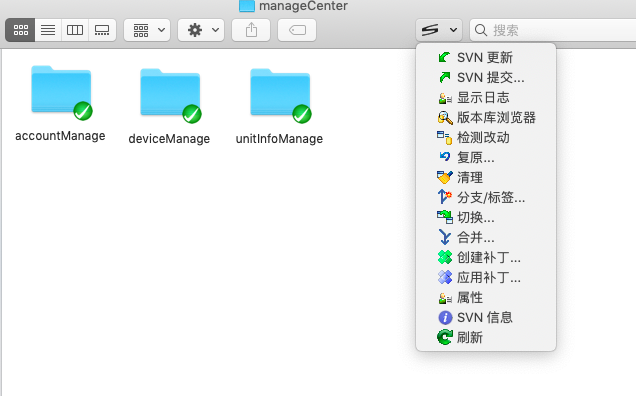 manageCenter
搜索
accountManage
deviceManage
unitInfoManage
SVN 更新
SVN 提交...
显示日志
版本库浏览器
检测改动
复原...
清理
分支/标签...
切换...
合并...
创建补丁...
应用补丁...
属性
SVN 信息
刷新